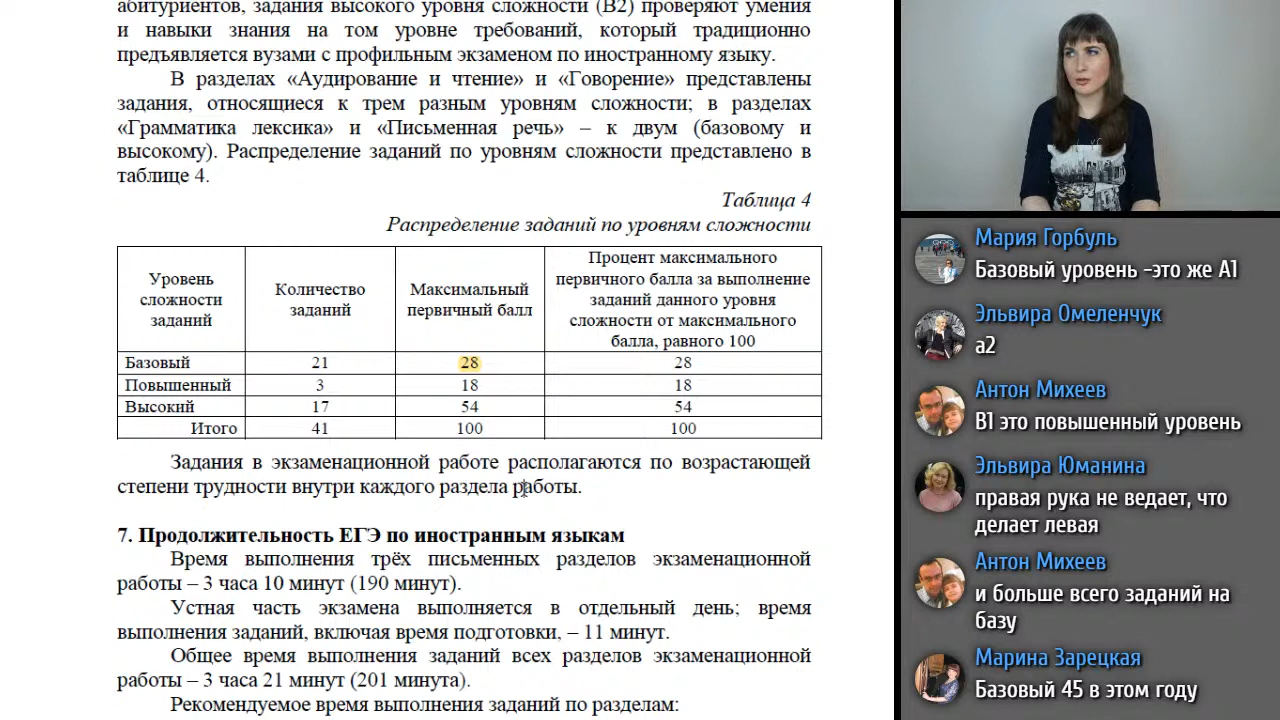 абитуриентов, задания высокого уровня сложности (В2) проверяют умения
и навыки знания на том уровне требований, который традиционно
предъявляется вузами с профильным экзаменом по иностранному языку.
В разделах «Аудирование и чтение» и «Говорение» представлены
задания, относящиеся к трем разным уровням сложности; в разделах
«Грамматика лексика» и «Письменная речь» – к двум (базовому и
высокому). Распределение заданий по уровням сложности представлено в
таблице 4.
Таблица 4
Распределение заданий по уровням сложности
Уровень сложности заданий
Количество заданий
Максимальный первичный балл
Процент максимального первичного балла за выполнение заданий данного уровня сложности от максимального балла, равного 100
Базовый 21 28 28
Повышенный 3 18 18
Высокий 17 54 54
Итого 41 100 100
Задания в экзаменационной работе располагаются по возрастающей
степени трудности внутри каждого раздела работы.
7. Продолжительность ЕГЭ по иностранным языкам
Время выполнения трёх письменных разделов экзаменационной
работы – 3 часа 10 минут (190 минут).
Устная часть экзамена выполняется в отдельный день; время
выполнения заданий, включая время подготовки, – 11 минут.
Общее время выполнения заданий всех разделов экзаменационной
работы – 3 часа 21 минут (201 минута).
Рекомендуемое время выполнения заданий по разделам:
Мария Горбуль
Базовый уровень -это же А1
Эльвира Омеленчук
а2
Антон Михеев
В1 это повышенный уровень
Эльвира Юманина
правая рука не ведает, что
делает левая
Антон Михеев
и больше всего заданий на
базу
Марина Зарецкая
Базовый 45 в этом году